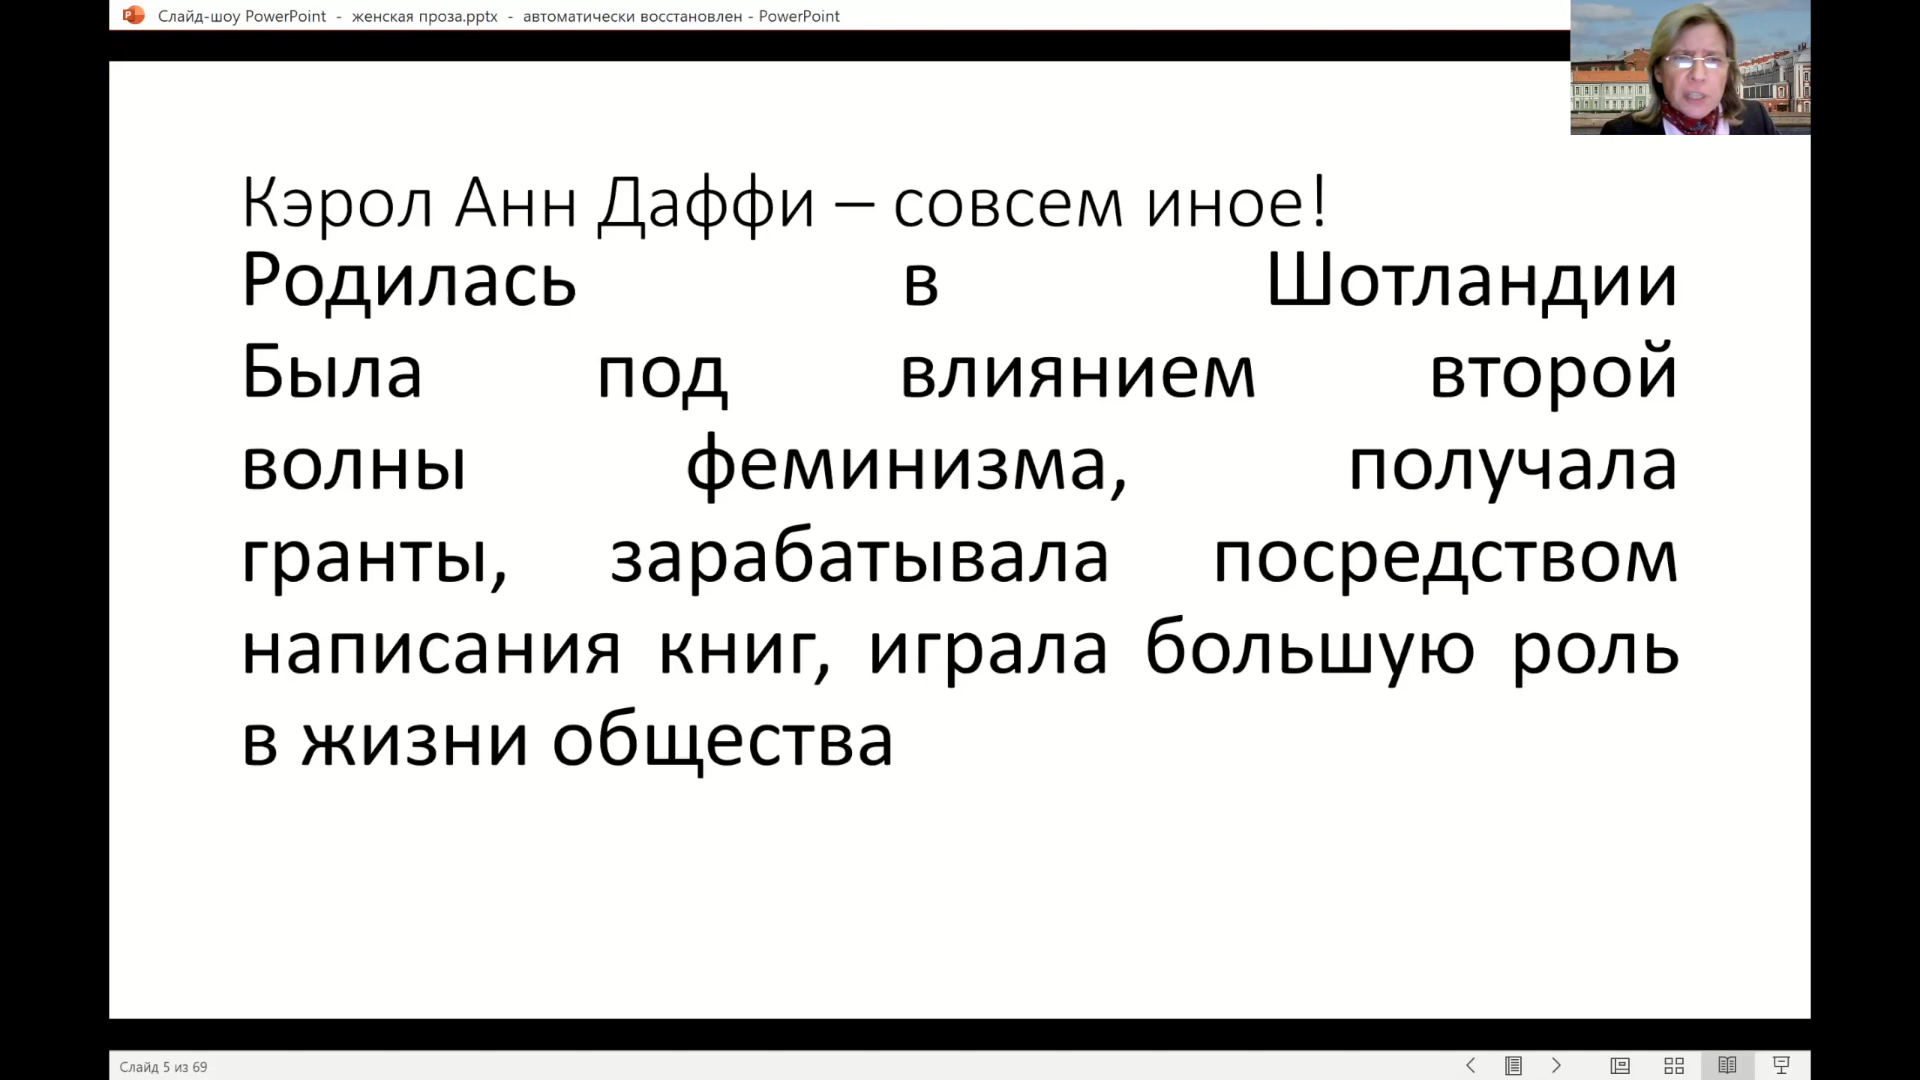 Слайд-шоу PowerPoint - женская проза.pptx - автоматически восстановлен - PowerPoint
Кэрол Анн Даффи – совсем иное!
Родилась в Шотландии
Была под влиянием второй
волны феминизма, получала
гранты, зарабатывала посредством
написания книг, играла большую роль
в жизни общества
Слайд 5 из 69